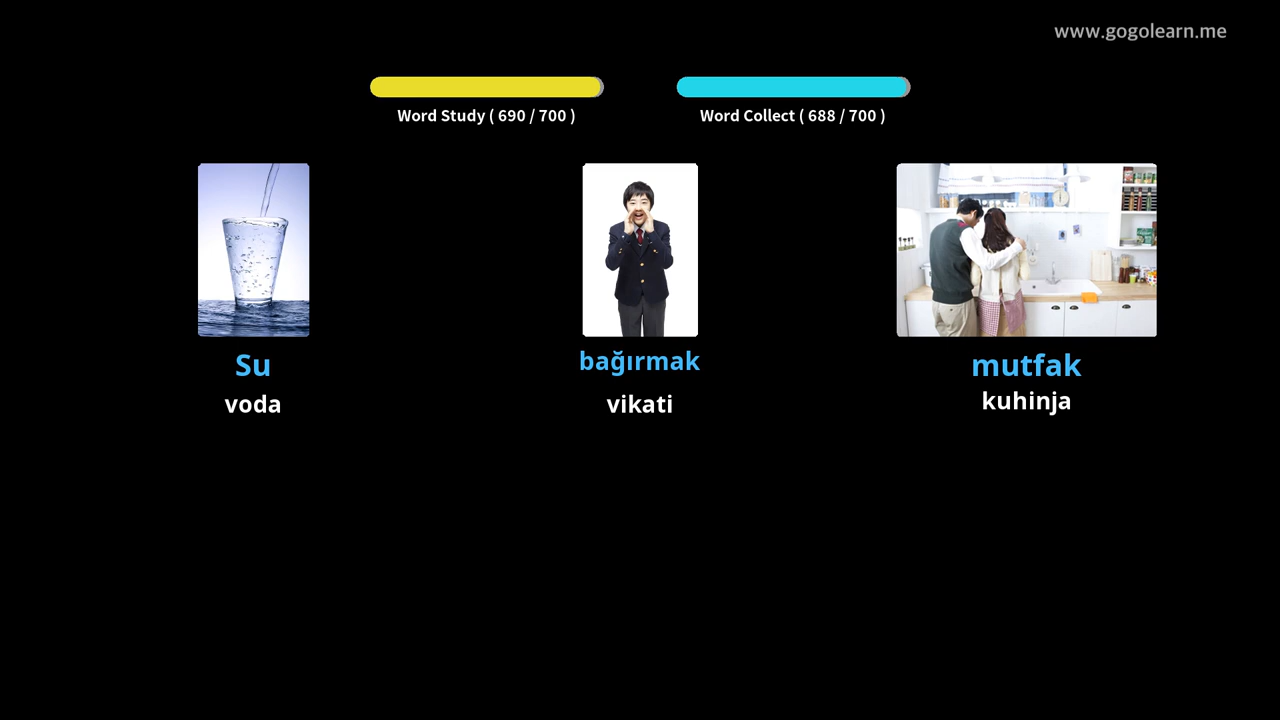 www.gogolearn.me
Word Study ( 690 / 700 )
Word Collect ( 688 / 700 )
Su
bağırmak
mutfak
voda
vikati
kuhinja